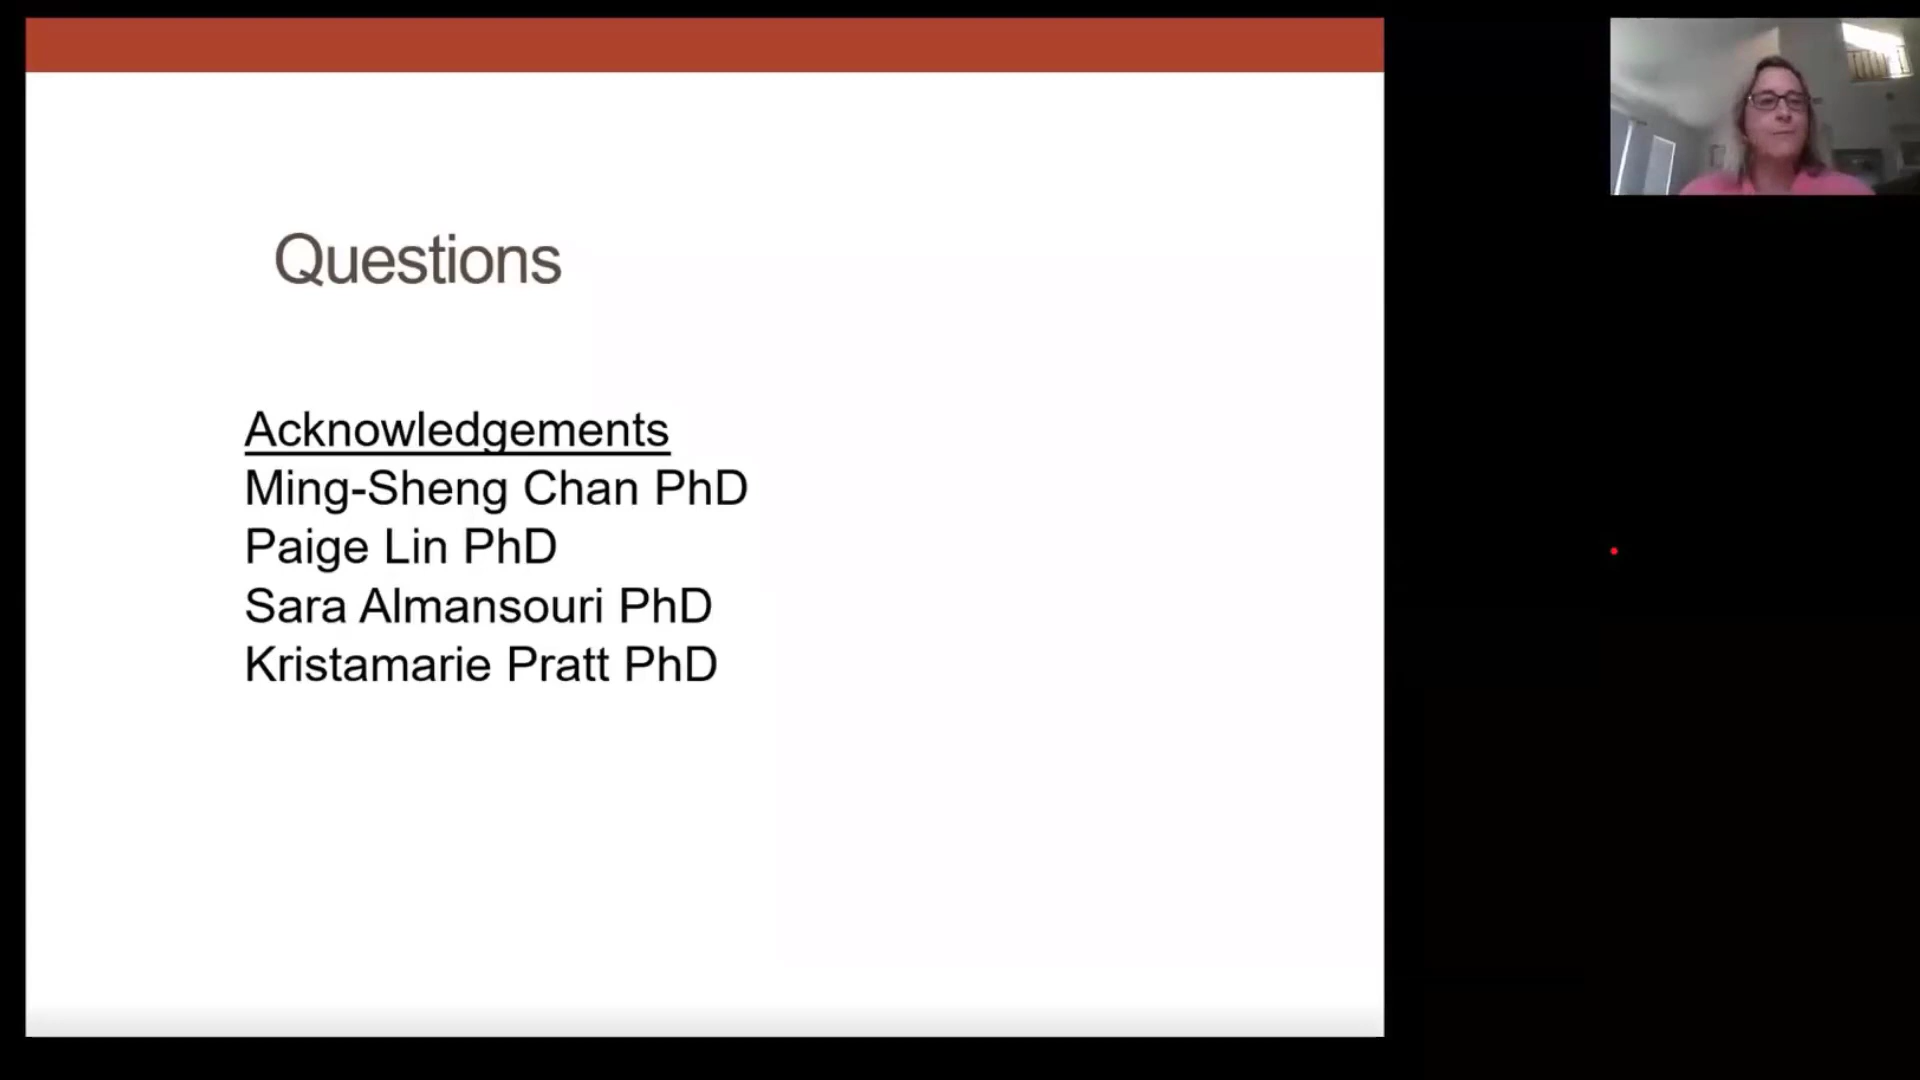 Questions
Acknowledgements
Ming-Sheng Chan PhD
Paige Lin PhD
Sara Almansouri PhD
Kristamarie Pratt PhD